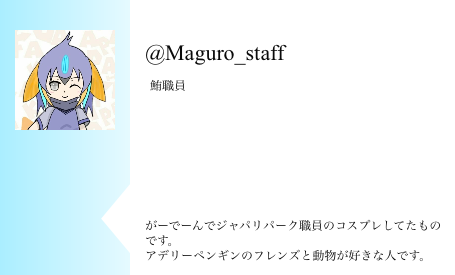 @Maguro_staff
鮪職員
がーでーんでジャパリパーク職員のコスプレしてたもの
です。
アデリーペンギンのフレンズと動物が好きな人です。